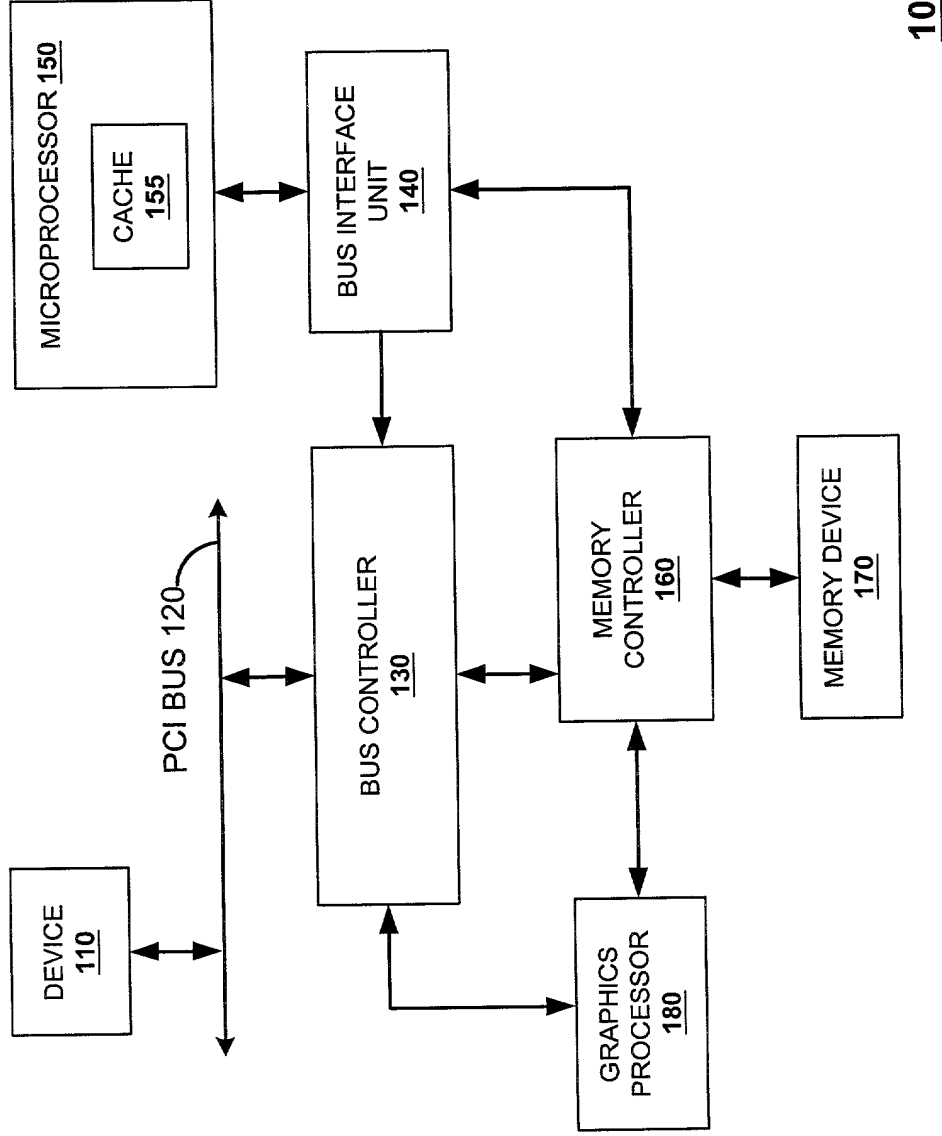 DEVICE
110
PCI BUS 120
MICROPROCESSOR 150
CACHE
155
BUS CONTROLLER
130
BUS INTERFACE
UNIT
140
GRAPHICS
PROCESSOR
180
MEMORY
CONTROLLER
160
MEMORY DEVICE
170
10